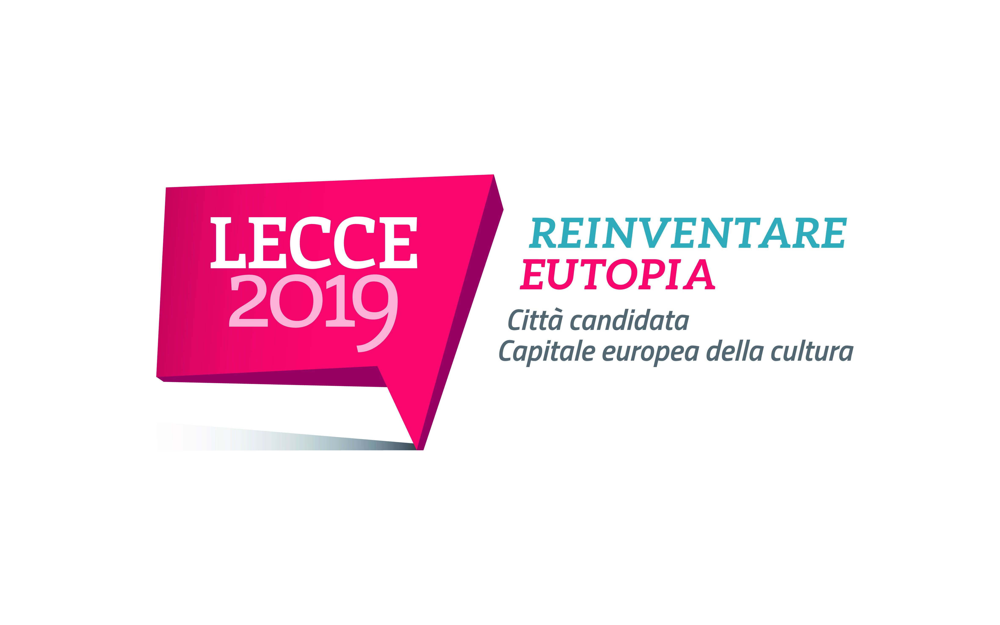 LECCE
2019
REINVENTARE
EUTOPIA
Città candidata
Capitale europea della cultura